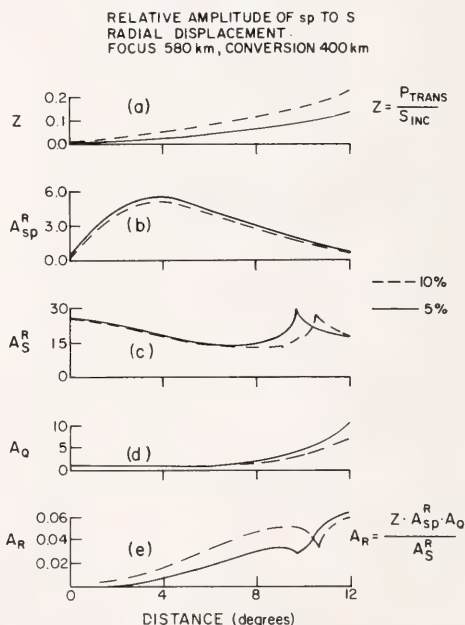 RELATIVE AMPLITUDE OF sp TO S
RADIAL DISPLACEMENT.
FOCUS 580 km, CONVERSION 400 km
0.2
0.1
0.0
Z
(a)
Z = P_TRANS / S_INC
6.0
3.0
0.0
A^R_sp
(b)
--- 10%
— 5%
30
15
0
A^R_S
(c)
10
5
0
A_Q
(d)
0.06
0.04
0.02
A_R
(e)
A_R = Z · A^R_sp · A_Q / A^R_S
0 4 8 12
DISTANCE (degrees)